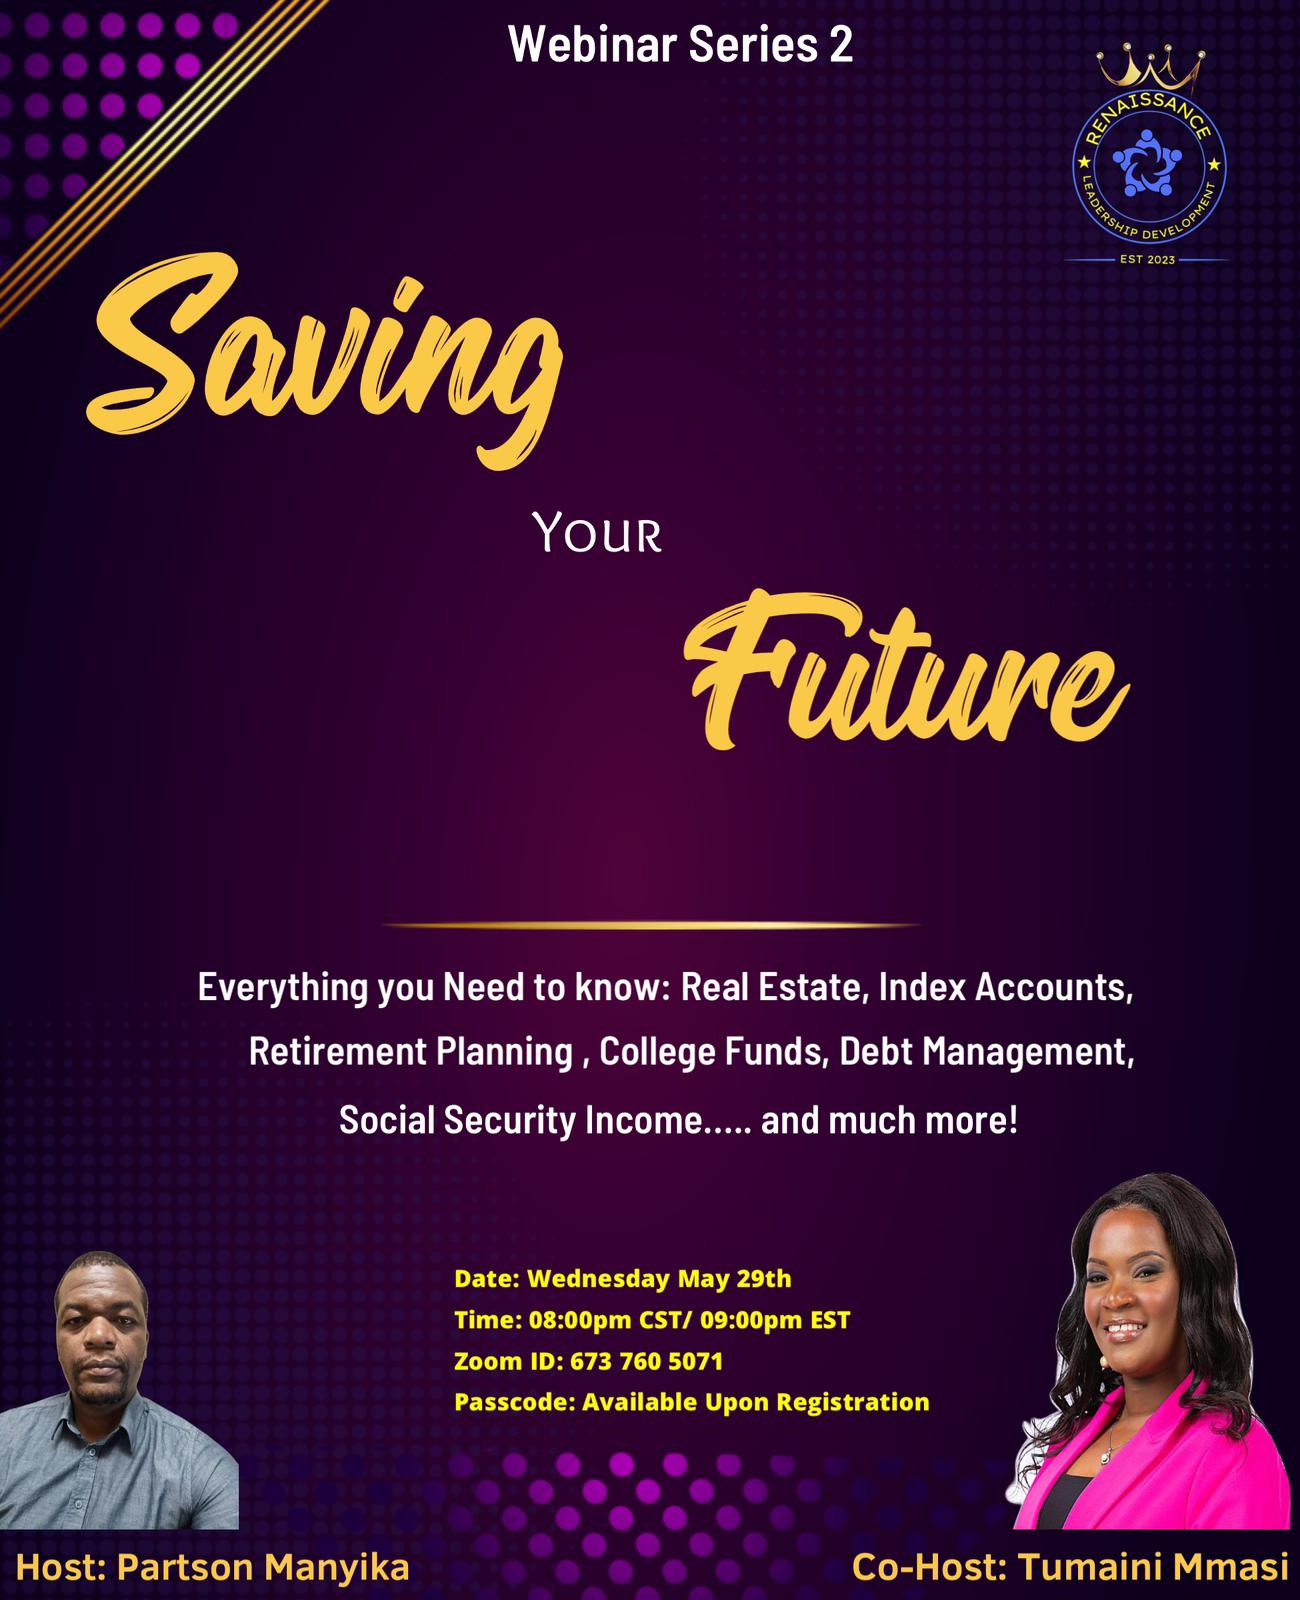 Webinar Series 2
RENAISSANCE
LEADERSHIP DEVELOPMENT
EST 2023
Saving
Your
Future
Everything you Need to know: Real Estate, Index Accounts,
Retirement Planning , College Funds, Debt Management,
Social Security Income..... and much more!
Date: Wednesday May 29th
Time: 08:00pm CST/ 09:00pm EST
Zoom ID: 673 760 5071
Passcode: Available Upon Registration
Host: Partson Manyika
Co-Host: Tumaini Mmasi